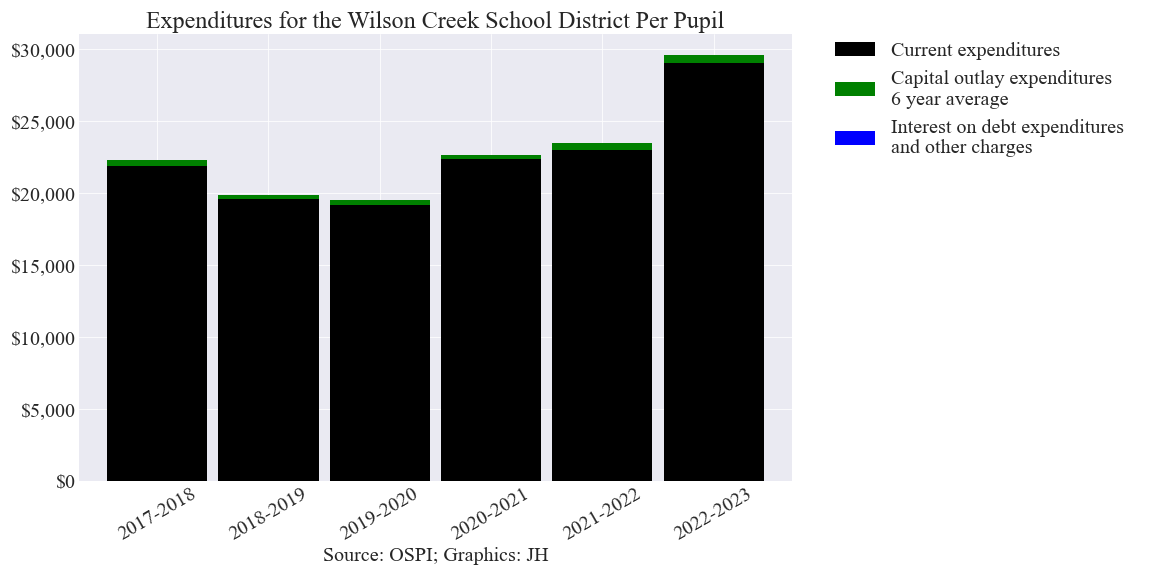 Expenditures for the Wilson Creek School District Per Pupil
$30,000
$25,000
$20,000
$15,000
$10,000
$5,000
$0
2017-2018
2018-2019
2019-2020
2020-2021
2021-2022
2022-2023
Source: OSPI; Graphics: JH
Current expenditures
Capital outlay expenditures
6 year average
Interest on debt expenditures
and other charges